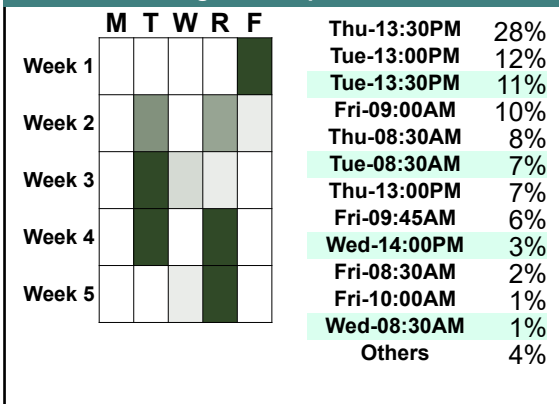 M T W R F
Week 1
Week 2
Week 3
Week 4
Week 5
Thu-13:30PM 28%
Tue-13:00PM 12%
Tue-13:30PM 11%
Fri-09:00AM 10%
Thu-08:30AM 8%
Tue-08:30AM 7%
Thu-13:00PM 7%
Fri-09:45AM 6%
Wed-14:00PM 3%
Fri-08:30AM 2%
Fri-10:00AM 1%
Wed-08:30AM 1%
Others 4%